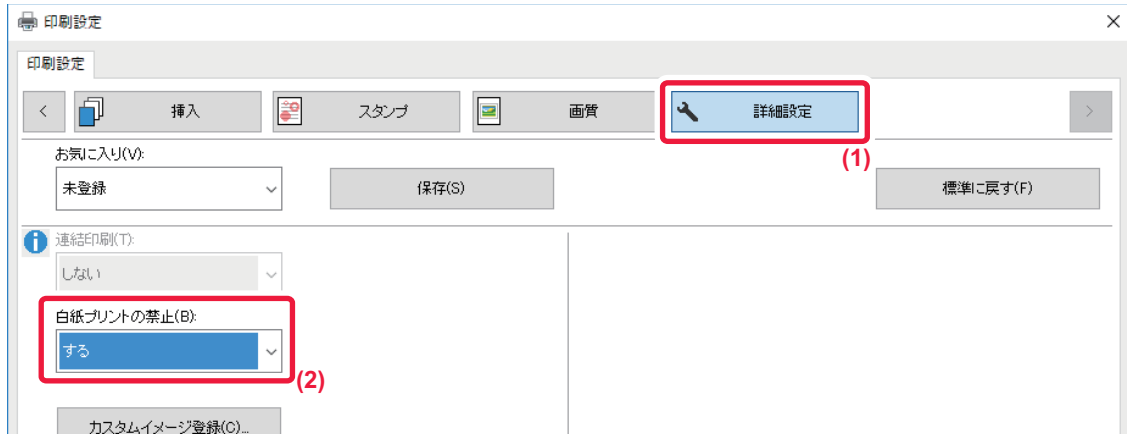 印刷設定
印刷設定
挿入
スタンプ
画質
詳細設定
(1)
お気に入り(V):
未登録
保存(S)
標準に戻す(F)
連結印刷(T):
しない
白紙プリントの禁止(B):
する
(2)
カスタムイメージ登録(C)...